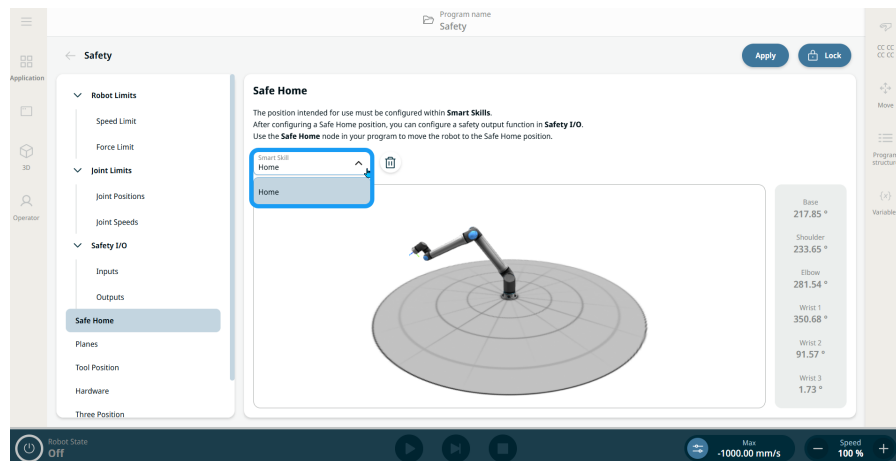 Program name
Safety
Application
3D
Operator
Safety
Apply
Lock
Robot Limits
Speed Limit
Force Limit
Joint Limits
Joint Positions
Joint Speeds
Safety I/O
Inputs
Outputs
Safe Home
Planes
Tool Position
Hardware
Three Position
Safe Home
The position intended for use must be configured within Smart Skills.
After configuring a Safe Home position, you can configure a safety output function in Safety I/O.
Use the Safe Home node in your program to move the robot to the Safe Home position.
Smart Skill
Home
Home
Base
217.85 °
Shoulder
233.65 °
Elbow
281.54 °
Wrist 1
350.68 °
Wrist 2
91.57 °
Wrist 3
1.73 °
CC CC
CC CC
Move
Program
structure
{x}
Variables
Robot State
Off
Max
-1000.00 mm/s
Speed
100 %